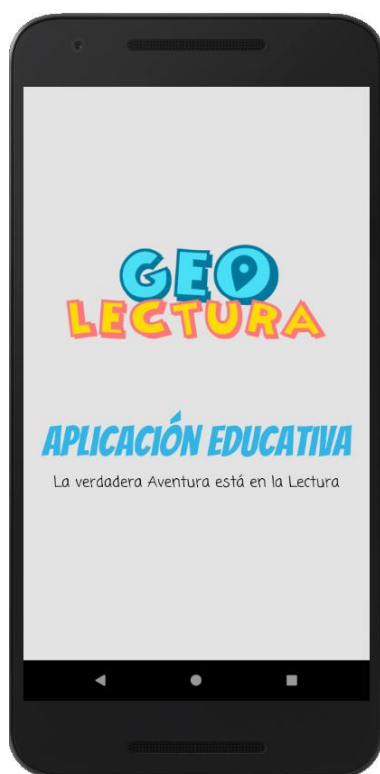 GEO
LECTURA
APLICACIÓN EDUCATIVA
La verdadera Aventura está en la Lectura